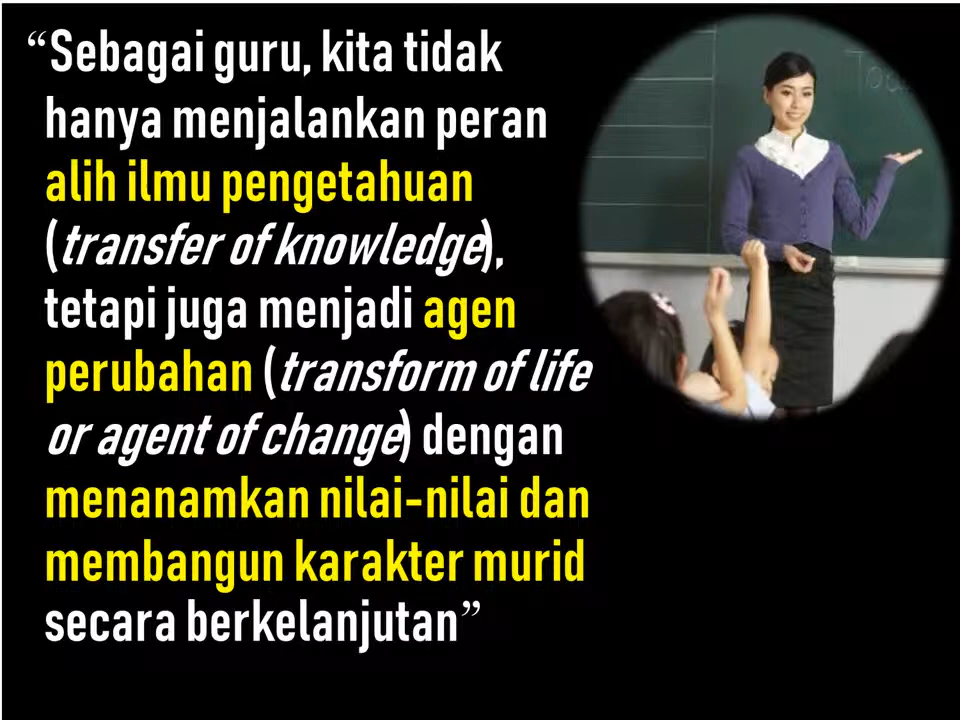 “Sebagai guru, kita tidak
hanya menjalankan peran
alih ilmu pengetahuan
(transfer of knowledge),
tetapi juga menjadi agen
perubahan (transform of life
or agent of change) dengan
menanamkan nilai-nilai dan
membangun karakter murid
secara berkelanjutan”